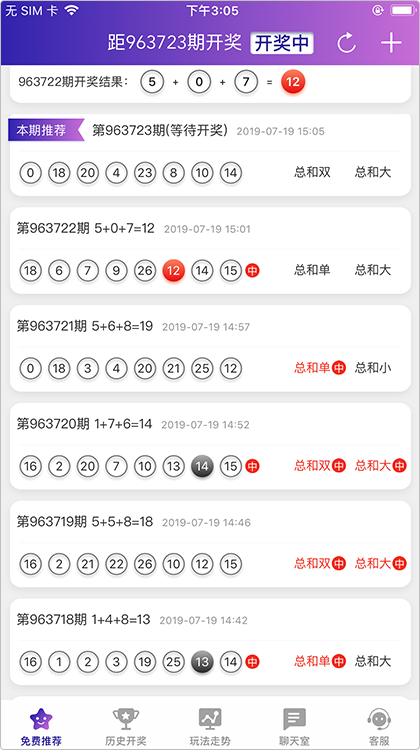 无 SIM 卡 下午3:05
距963723期开奖 开奖中
963722期开奖结果： 5 + 0 + 7 = 12
本期推荐 第963723期(等待开奖) 2019-07-19 15:05
0 18 20 4 23 8 10 14 总和双 总和大
第963722期 5+0+7=12 2019-07-19 15:01
18 6 7 9 26 12 14 15 中 总和单 总和大
第963721期 5+6+8=19 2019-07-19 14:57
0 18 3 4 20 21 25 12 总和单 中 总和小
第963720期 1+7+6=14 2019-07-19 14:52
16 2 20 7 10 13 14 15 中 总和双 中 总和大 中
第963719期 5+5+8=18 2019-07-19 14:46
16 2 21 22 26 10 12 15 总和双 中 总和大 中
第963718期 1+4+8=13 2019-07-19 14:42
16 1 2 3 19 25 13 14 中 总和单 中 总和大
免费推荐 历史开奖 玩法走势 聊天室 客服